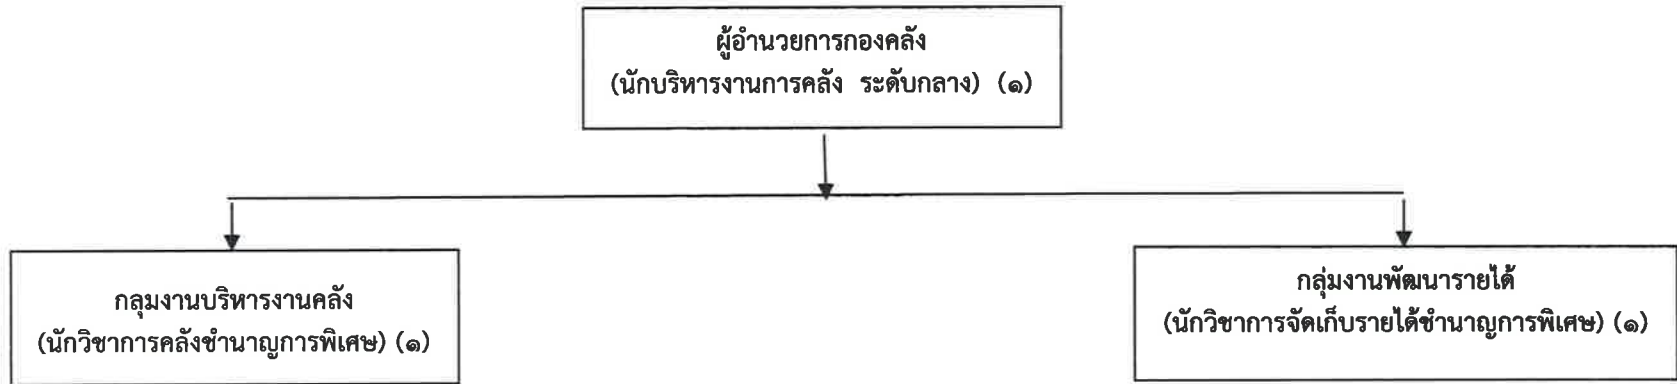 ผู้อำนวยการกองคลัง
(นักบริหารงานการคลัง ระดับกลาง) (๑)
กลุมงานบริหารงานคลัง
(นักวิชาการคลังชำนาญการพิเศษ) (๑)
กลุ่มงานพัฒนารายได้
(นักวิชาการจัดเก็บรายได้ชำนาญการพิเศษ) (๑)